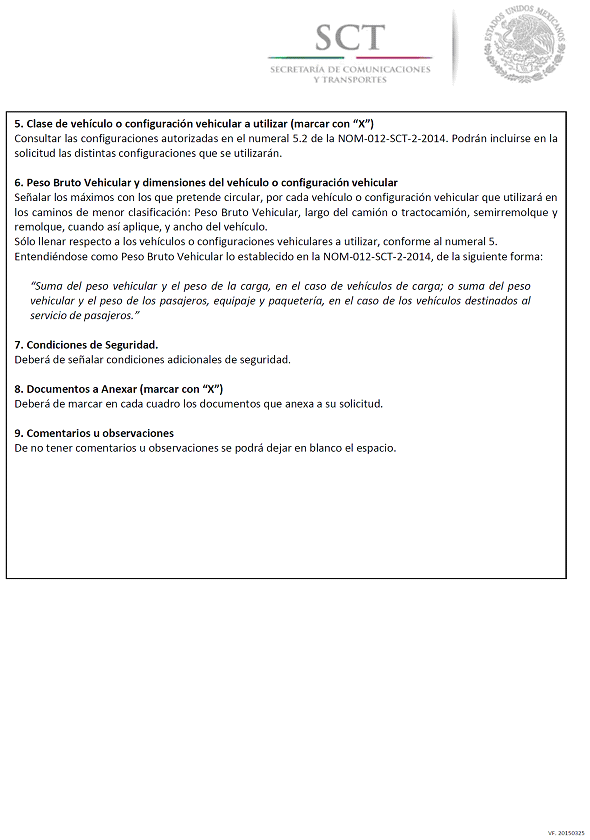 SCT
SECRETARÍA DE COMUNICACIONES
Y TRANSPORTES
ESTADOS UNIDOS MEXICANOS
5. Clase de vehículo o configuración vehicular a utilizar (marcar con “X”)
Consultar las configuraciones autorizadas en el numeral 5.2 de la NOM-012-SCT-2-2014. Podrán incluirse en la
solicitud las distintas configuraciones que se utilizarán.
6. Peso Bruto Vehicular y dimensiones del vehículo o configuración vehicular
Señalar los máximos con los que pretende circular, por cada vehículo o configuración vehicular que utilizará en
los caminos de menor clasificación: Peso Bruto Vehicular, largo del camión o tractocamión, semirremolque y
remolque, cuando así aplique, y ancho del vehículo.
Sólo llenar respecto a los vehículos o configuraciones vehiculares a utilizar, conforme al numeral 5.
Entendiéndose como Peso Bruto Vehicular lo establecido en la NOM-012-SCT-2-2014, de la siguiente forma:
“Suma del peso vehicular y el peso de la carga, en el caso de vehículos de carga; o suma del peso
vehicular y el peso de los pasajeros, equipaje y paquetería, en el caso de los vehículos destinados al
servicio de pasajeros.”
7. Condiciones de Seguridad.
Deberá de señalar condiciones adicionales de seguridad.
8. Documentos a Anexar (marcar con “X”)
Deberá de marcar en cada cuadro los documentos que anexa a su solicitud.
9. Comentarios u observaciones
De no tener comentarios u observaciones se podrá dejar en blanco el espacio.
VF. 20150325